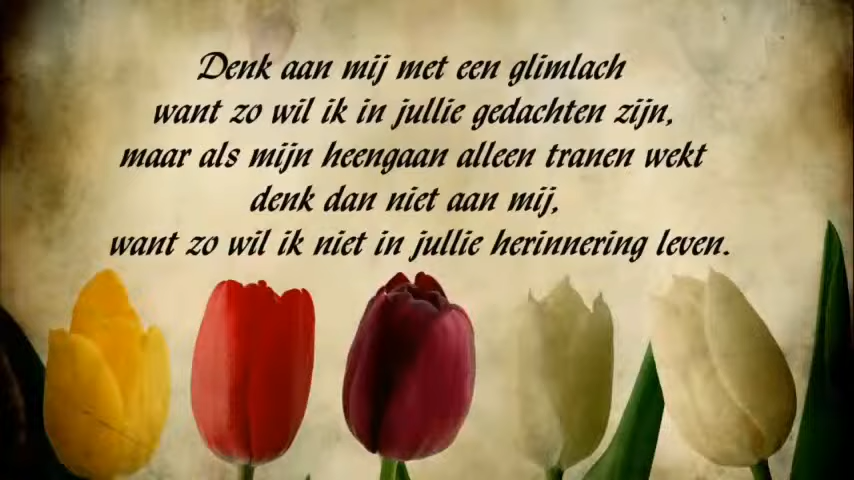 Denk aan mij met een glimlach
want zo wil ik in jullie gedachten zijn,
maar als mijn heengaan alleen tranen wekt
denk dan niet aan mij,
want zo wil ik niet in jullie herinnering leven.